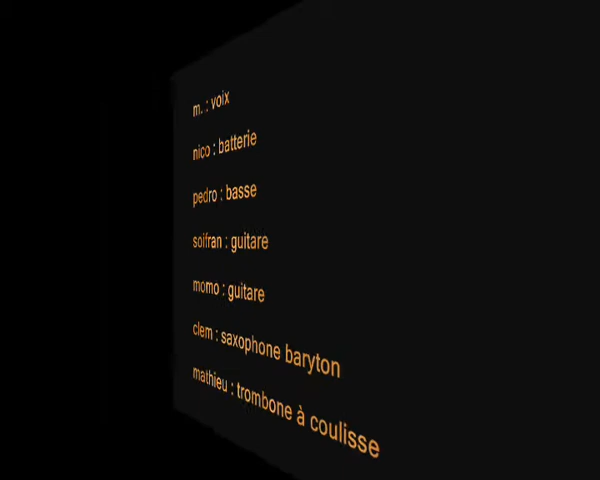 m. : voix
nico : batterie
pedro : basse
soifran : guitare
momo : guitare
clem : saxophone baryton
mathieu : trombone à coulisse